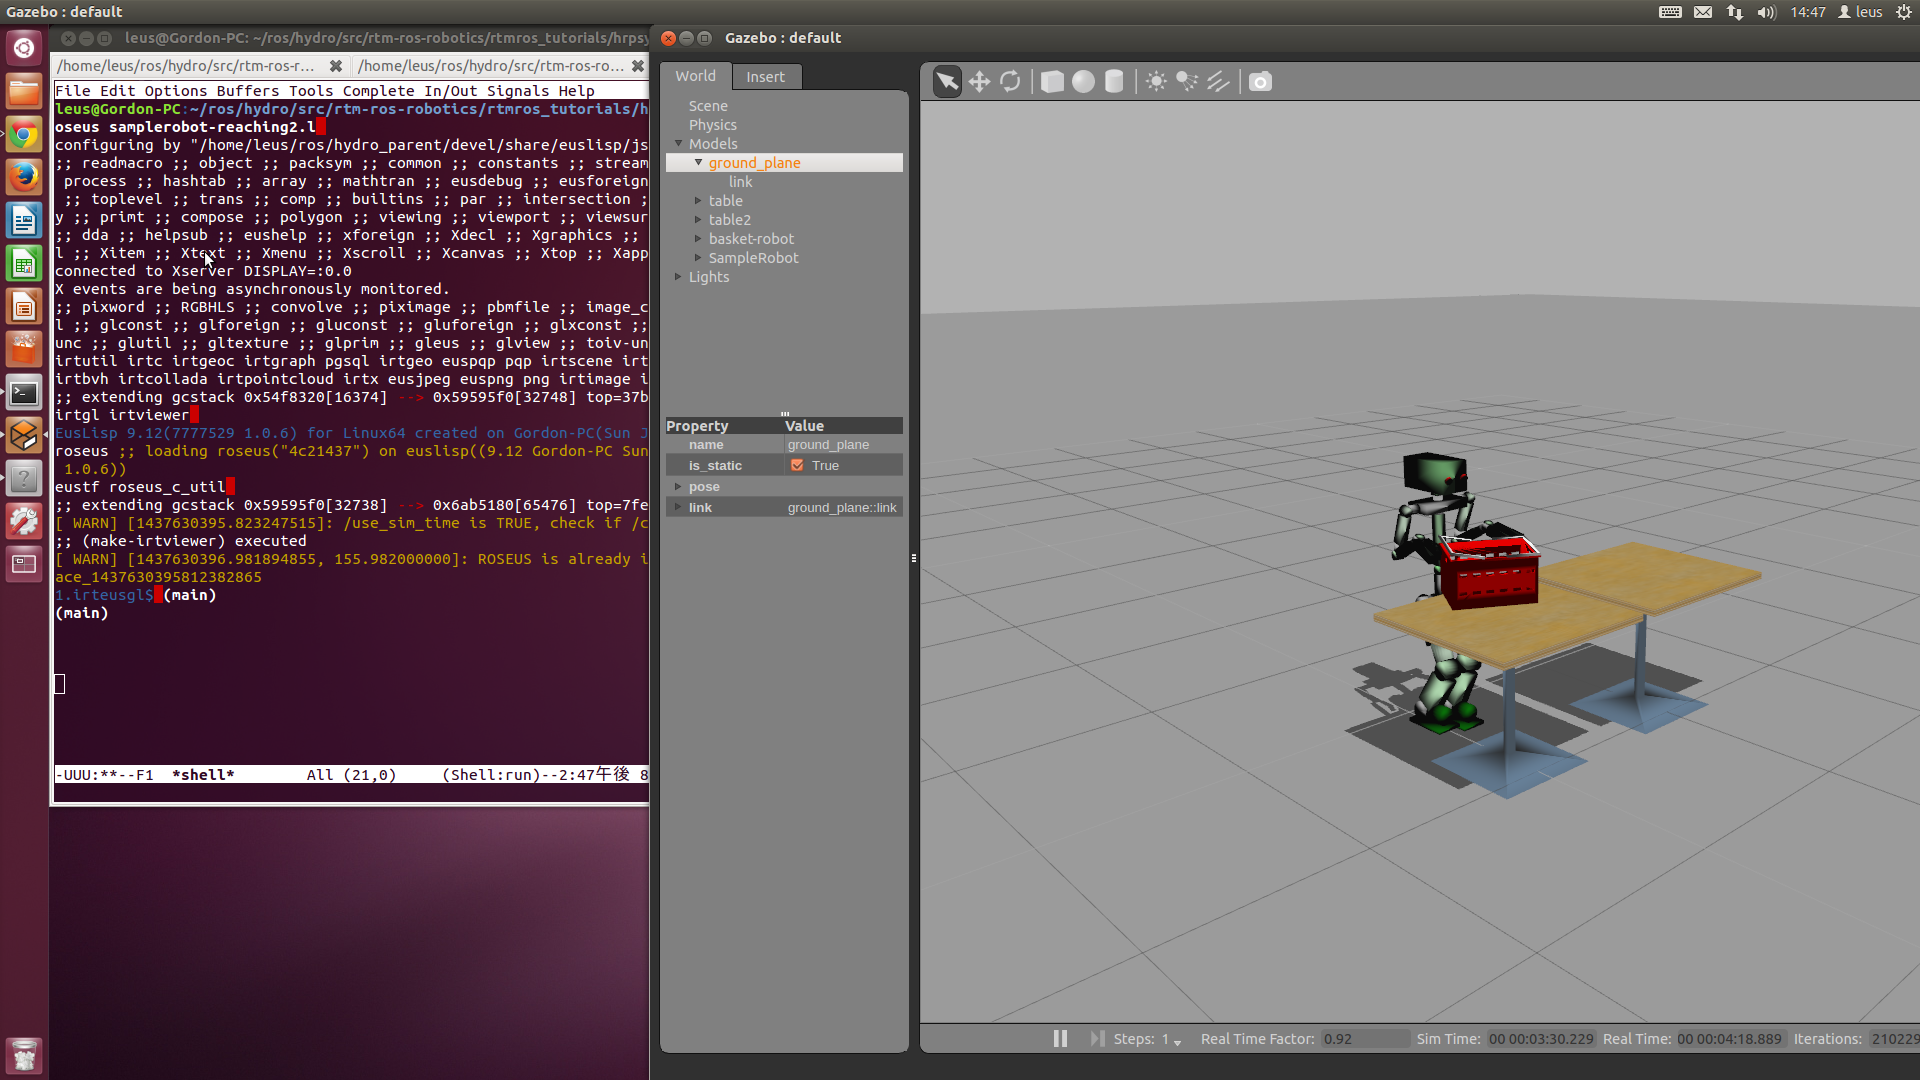 Gazebo : default
14:47 leus
leus@Gordon-PC: ~/ros/hydro/src/rtm-ros-robotics/rtmros_tutorials/hrpsy
/home/leus/ros/hydro/src/rtm-ros-r... /home/leus/ros/hydro/src/rtm-ros-ro...
File Edit Options Buffers Tools Complete In/Out Signals Help
leus@Gordon-PC:~/ros/hydro/src/rtm-ros-robotics/rtmros_tutorials/h
oseus samplerobot-reaching2.l
configuring by "/home/leus/ros/hydro_parent/devel/share/euslisp/js
;; readmacro ;; object ;; packsym ;; common ;; constants ;; stream
process ;; hashtab ;; array ;; mathtran ;; eusdebug ;; eusforeign
;; toplevel ;; trans ;; comp ;; builtins ;; par ;; intersection ;
y ;; primt ;; compose ;; polygon ;; viewing ;; viewport ;; viewsur
;; dda ;; helpsub ;; eushelp ;; xforeign ;; Xdecl ;; Xgraphics ;;
l ;; Xitem ;; Xtext ;; Xmenu ;; Xscroll ;; Xcanvas ;; Xtop ;; Xapp
connected to Xserver DISPLAY=:0.0
X events are being asynchronously monitored.
;; pixword ;; RGBHLS ;; convolve ;; piximage ;; pbmfile ;; image_c
l ;; glconst ;; glforeign ;; gluconst ;; gluforeign ;; glxconst ;;
unc ;; glutil ;; gltexture ;; glprim ;; gleus ;; glview ;; toiv-un
irtutil irtc irtgeoc irtgraph pgsql irtgeo euspqp pqp irtscene irt
irtbvh irtcollada irtpointcloud irtx eusjpeg euspng png irtimage i
;; extending gcstack 0x54f8320[16374] --> 0x59595f0[32748] top=37b
irtgl irtviewer
EusLisp 9.12(7777529 1.0.6) for Linux64 created on Gordon-PC(Sun J
roseus ;; loading roseus("4c21437") on euslisp((9.12 Gordon-PC Sun
1.0.6))
eustf roseus_c_util
;; extending gcstack 0x59595f0[32738] --> 0x6ab5180[65476] top=7fe
[ WARN] [1437630395.823247515]: /use_sim_time is TRUE, check if /c
;; (make-irtviewer) executed
[ WARN] [1437630396.981894855, 155.982000000]: ROSEUS is already i
ace_1437630395812382865
1.irteusgl$ (main)
(main)
-UUU:**--F1 *shell* All (21,0) (Shell:run)--2:47午後 8
Gazebo : default
World Insert
Scene
Physics
Models
ground_plane
link
table
table2
basket-robot
SampleRobot
Lights
Property Value
name ground_plane
is_static True
pose
link ground_plane::link
Steps: 1 Real Time Factor: 0.92 Sim Time: 00 00:03:30.229 Real Time: 00 00:04:18.889 Iterations: 210229